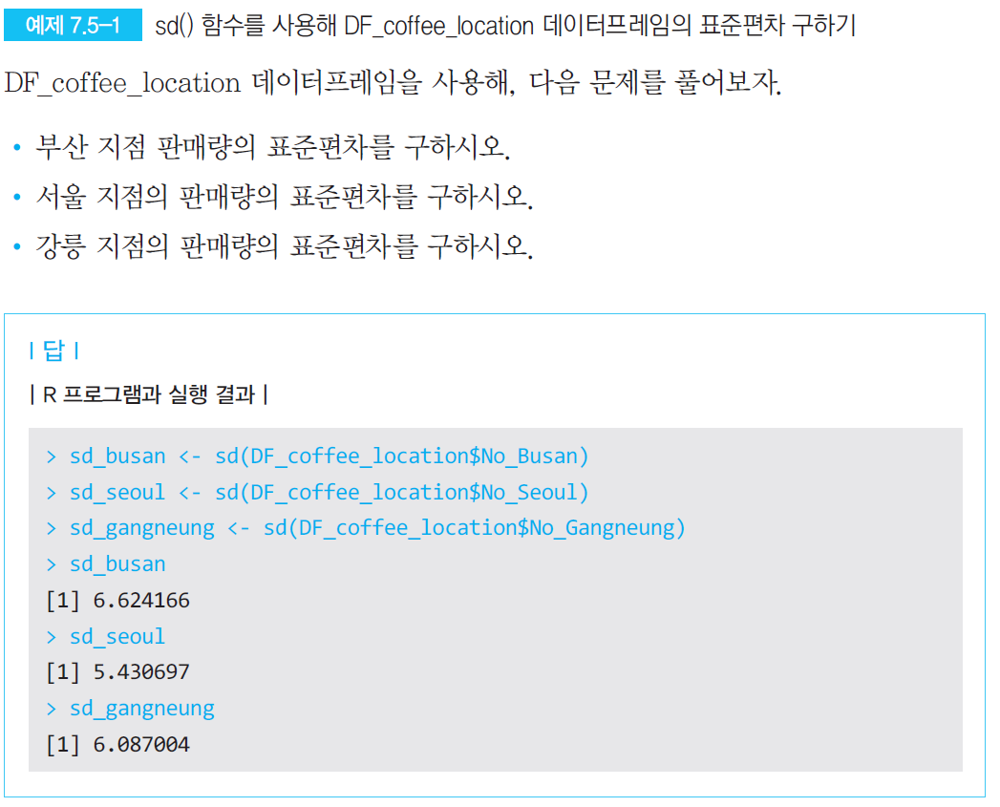 예제 7.5-1 sd() 함수를 사용해 DF_coffee_location 데이터프레임의 표준편차 구하기
DF_coffee_location 데이터프레임을 사용해, 다음 문제를 풀어보자.
• 부산 지점 판매량의 표준편차를 구하시오.
• 서울 지점의 판매량의 표준편차를 구하시오.
• 강릉 지점의 판매량의 표준편차를 구하시오.
| 답 |
| R 프로그램과 실행 결과 |
> sd_busan <- sd(DF_coffee_location$No_Busan)
> sd_seoul <- sd(DF_coffee_location$No_Seoul)
> sd_gangneung <- sd(DF_coffee_location$No_Gangneung)
> sd_busan
[1] 6.624166
> sd_seoul
[1] 5.430697
> sd_gangneung
[1] 6.087004